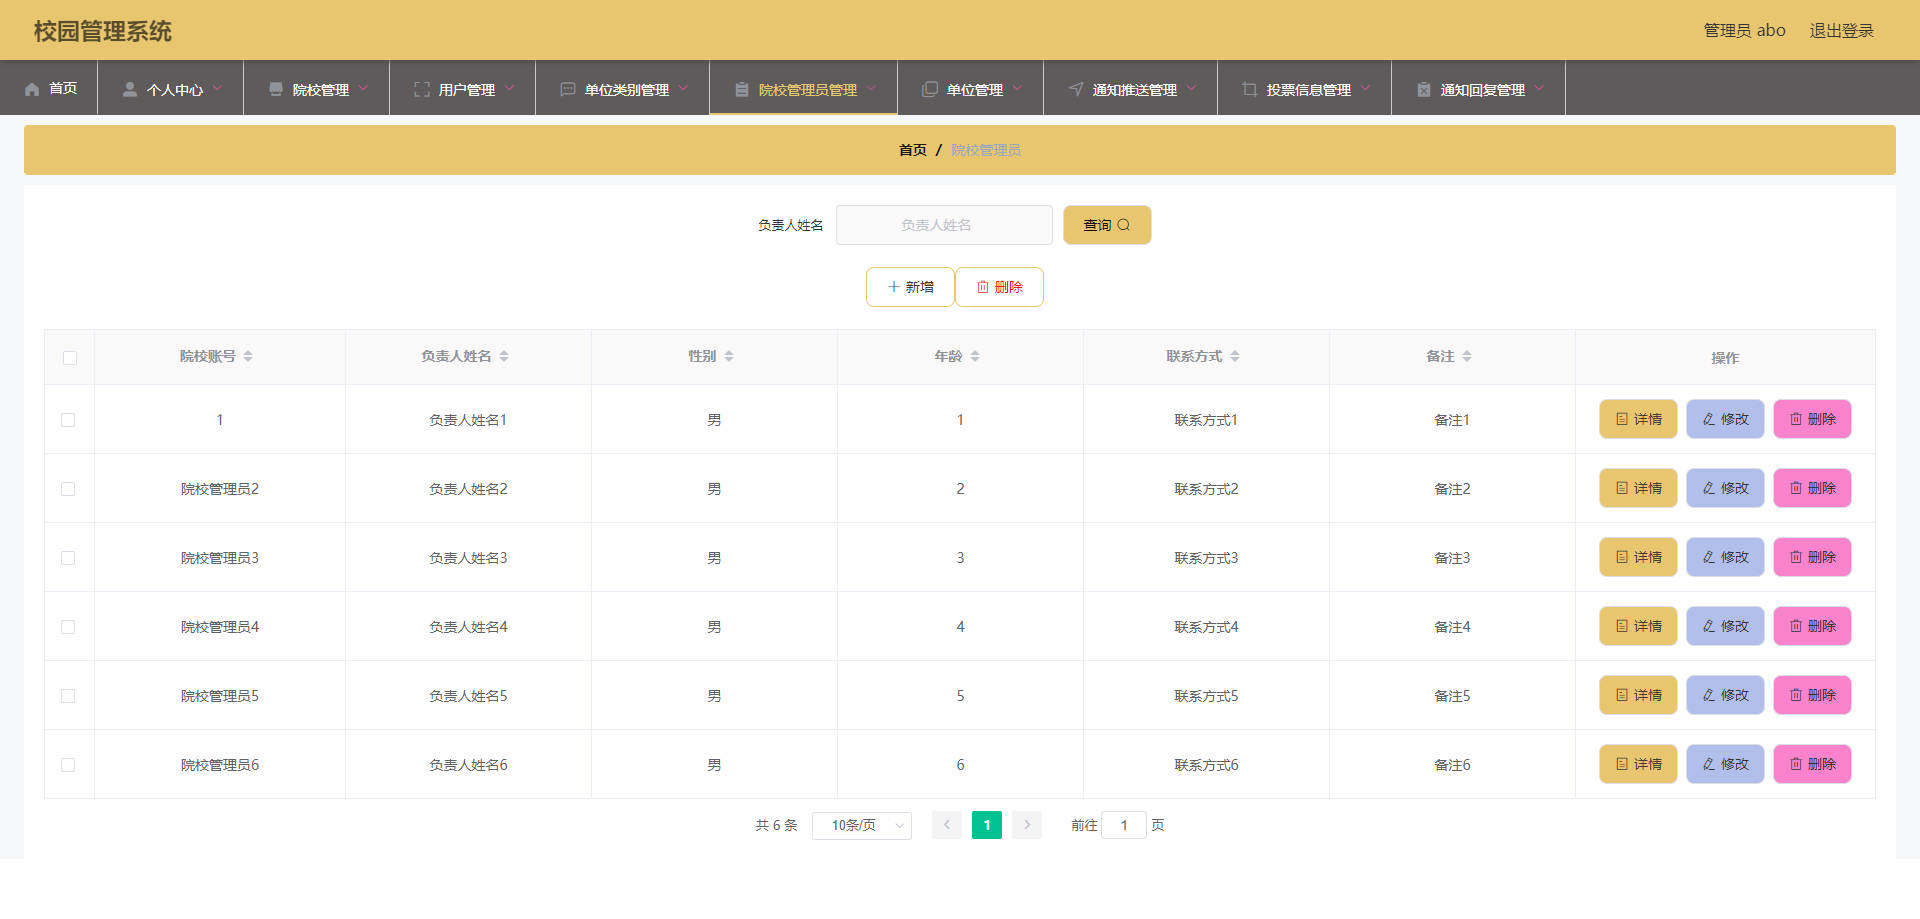 校园管理系统 管理员 abo 退出登录
首页 个人中心 院校管理 用户管理 单位类别管理 院校管理员管理 单位管理 通知推送管理 投票信息管理 通知回复管理
首页 / 院校管理员
负责人姓名 负责人姓名 查询
新增 删除
院校账号 负责人姓名 性别 年龄 联系方式 备注 操作
1 负责人姓名1 男 1 联系方式1 备注1 详情 修改 删除
院校管理员2 负责人姓名2 男 2 联系方式2 备注2 详情 修改 删除
院校管理员3 负责人姓名3 男 3 联系方式3 备注3 详情 修改 删除
院校管理员4 负责人姓名4 男 4 联系方式4 备注4 详情 修改 删除
院校管理员5 负责人姓名5 男 5 联系方式5 备注5 详情 修改 删除
院校管理员6 负责人姓名6 男 6 联系方式6 备注6 详情 修改 删除
共 6 条 10条/页 1 前往 1 页